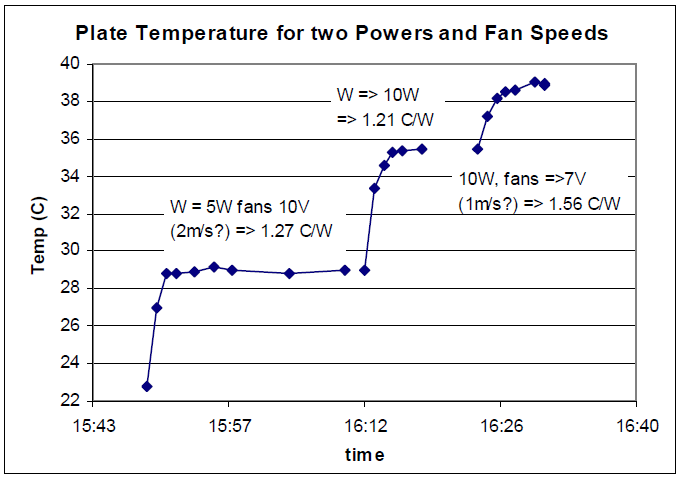 Plate Temperature for two Powers and Fan Speeds
40
38
36
34
32
30
28
26
24
22
Temp (C)
W => 10W
=> 1.21 C/W
10W, fans =>7V
(1m/s?) => 1.56 C/W
W = 5W fans 10V
(2m/s?) => 1.27 C/W
15:43
15:57
16:12
16:26
16:40
time